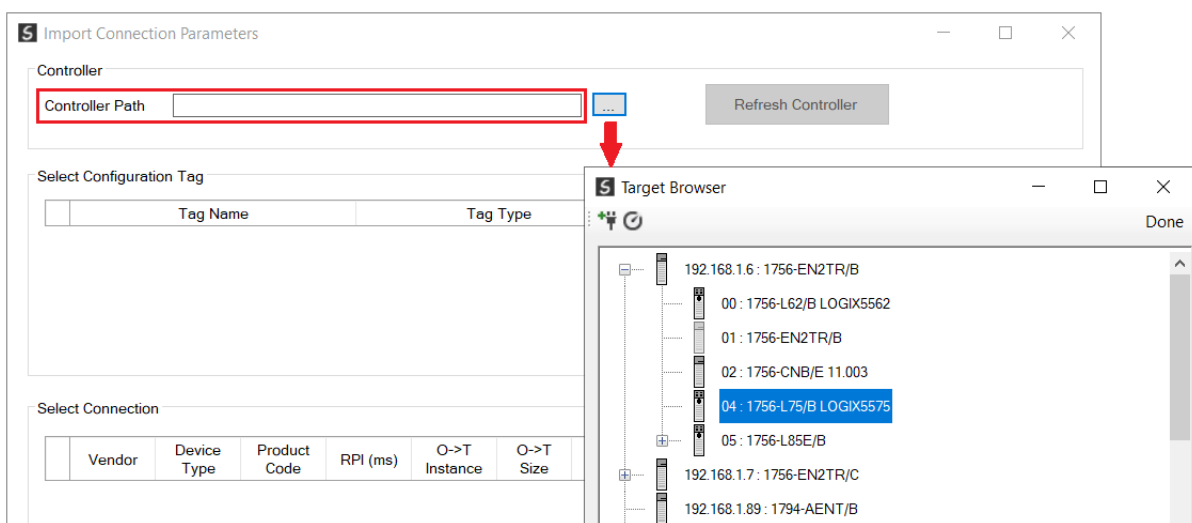 S Import Connection Parameters
Controller
Controller Path
...
Refresh Controller
Select Configuration Tag
Tag Name
Tag Type
Select Connection
Vendor
Device
Type
Product
Code
RPI (ms)
O->T
Instance
O->T
Size
S Target Browser
Done
192.168.1.6 : 1756-EN2TR/B
00 : 1756-L62/B LOGIX5562
01 : 1756-EN2TR/B
02 : 1756-CNB/E 11.003
04 : 1756-L75/B LOGIX5575
05 : 1756-L85E/B
192.168.1.7 : 1756-EN2TR/C
192.168.1.89 : 1794-AENT/B